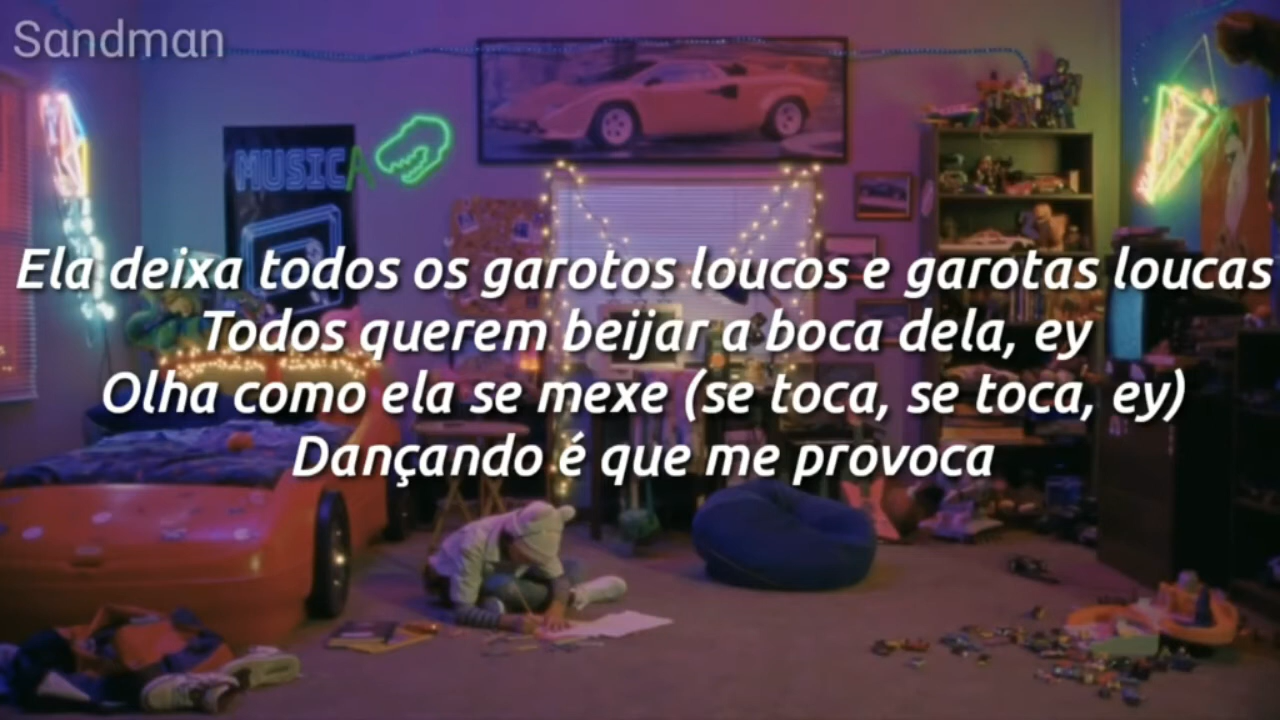 Sandman
MUSICA
Ela deixa todos os garotos loucos e garotas loucas
Todos querem beijar a boca dela, ey
Olha como ela se mexe (se toca, se toca, ey)
Dançando é que me provoca